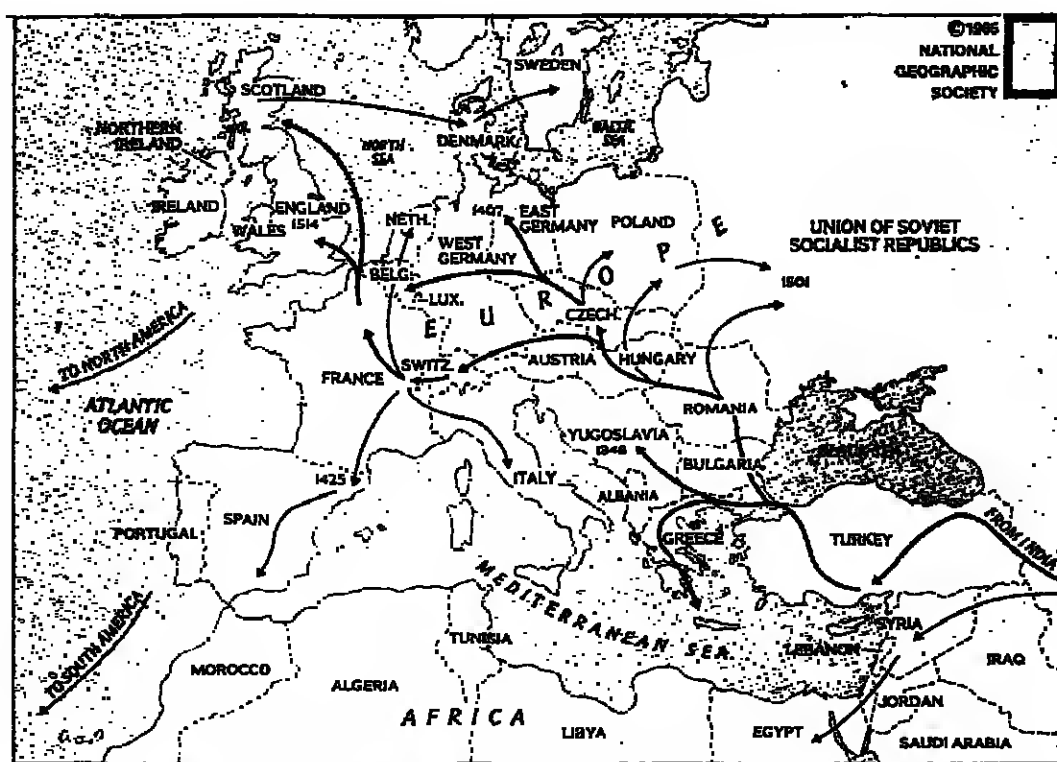 ©1985
NATIONAL
GEOGRAPHIC
SOCIETY
SWEDEN
SCOTLAND
NORTHERN
IRELAND
NORTH
SEA
DENMARK
BALTIC
SEA
IRELAND
ENGLAND
1514
WALES
NETH.
1407
EAST
GERMANY
POLAND
WEST
GERMANY
UNION OF SOVIET
SOCIALIST REPUBLICS
BELG.
LUX.
EUROPE
1501
CZECH.
TO NORTH AMERICA
FRANCE
SWITZ.
AUSTRIA
HUNGARY
ATLANTIC
OCEAN
ROMANIA
YUGOSLAVIA
1348
BULGARIA
BLACK SEA
1425
ITALY
ALBANIA
PORTUGAL
SPAIN
GREECE
TURKEY
FROM INDIA
MEDITERRANEAN SEA
TO SOUTH AMERICA
TUNISIA
SYRIA
LEBANON
IRAQ
MOROCCO
ALGERIA
JORDAN
AFRICA
LIBYA
EGYPT
SAUDI ARABIA